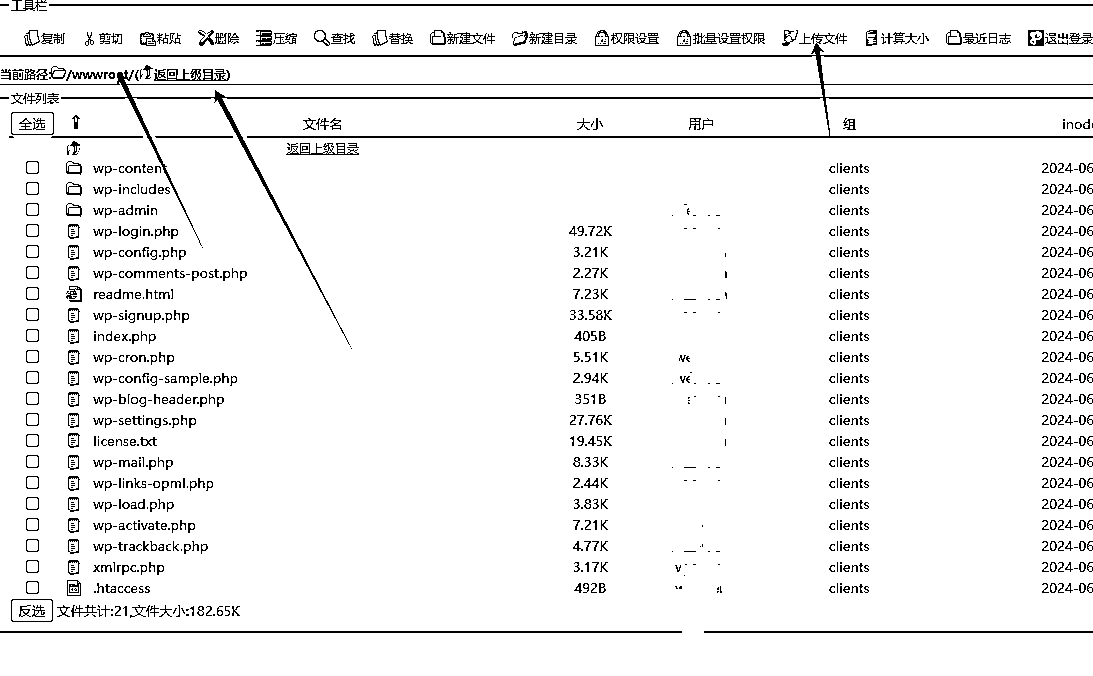 工具栏
复制 剪切 粘贴 删除 压缩 查找 替换 新建文件 新建目录 权限设置 批量设置权限 上传文件 计算大小 最近日志 退出登录
当前路径:/wwwroot/(返回上级目录)
文件列表
全选 文件名 大小 用户 组 inod
返回上级目录
wp-content clients 2024-06
wp-includes clients 2024-06
wp-admin clients 2024-06
wp-login.php 49.72K clients 2024-06
wp-config.php 3.21K clients 2024-06
wp-comments-post.php 2.27K clients 2024-06
readme.html 7.23K clients 2024-06
wp-signup.php 33.58K clients 2024-06
index.php 405B clients 2024-06
wp-cron.php 5.51K clients 2024-06
wp-config-sample.php 2.94K clients 2024-06
wp-blog-header.php 351B clients 2024-06
wp-settings.php 27.76K clients 2024-06
license.txt 19.45K clients 2024-06
wp-mail.php 8.33K clients 2024-06
wp-links-opml.php 2.44K clients 2024-06
wp-load.php 3.83K clients 2024-06
wp-activate.php 7.21K clients 2024-06
wp-trackback.php 4.77K clients 2024-06
xmlrpc.php 3.17K clients 2024-06
.htaccess 492B clients 2024-06
反选 文件共计:21,文件大小:182.65K